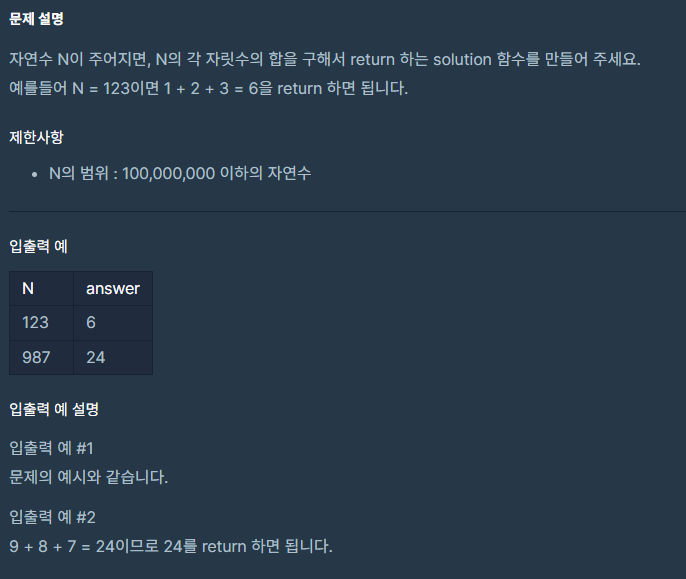 문제 설명
자연수 N이 주어지면, N의 각 자릿수의 합을 구해서 return 하는 solution 함수를 만들어 주세요.
예를들어 N = 123이면 1 + 2 + 3 = 6을 return 하면 됩니다.
제한사항
• N의 범위 : 100,000,000 이하의 자연수
입출력 예
N answer
123 6
987 24
입출력 예 설명
입출력 예 #1
문제의 예시와 같습니다.
입출력 예 #2
9 + 8 + 7 = 24이므로 24를 return 하면 됩니다.